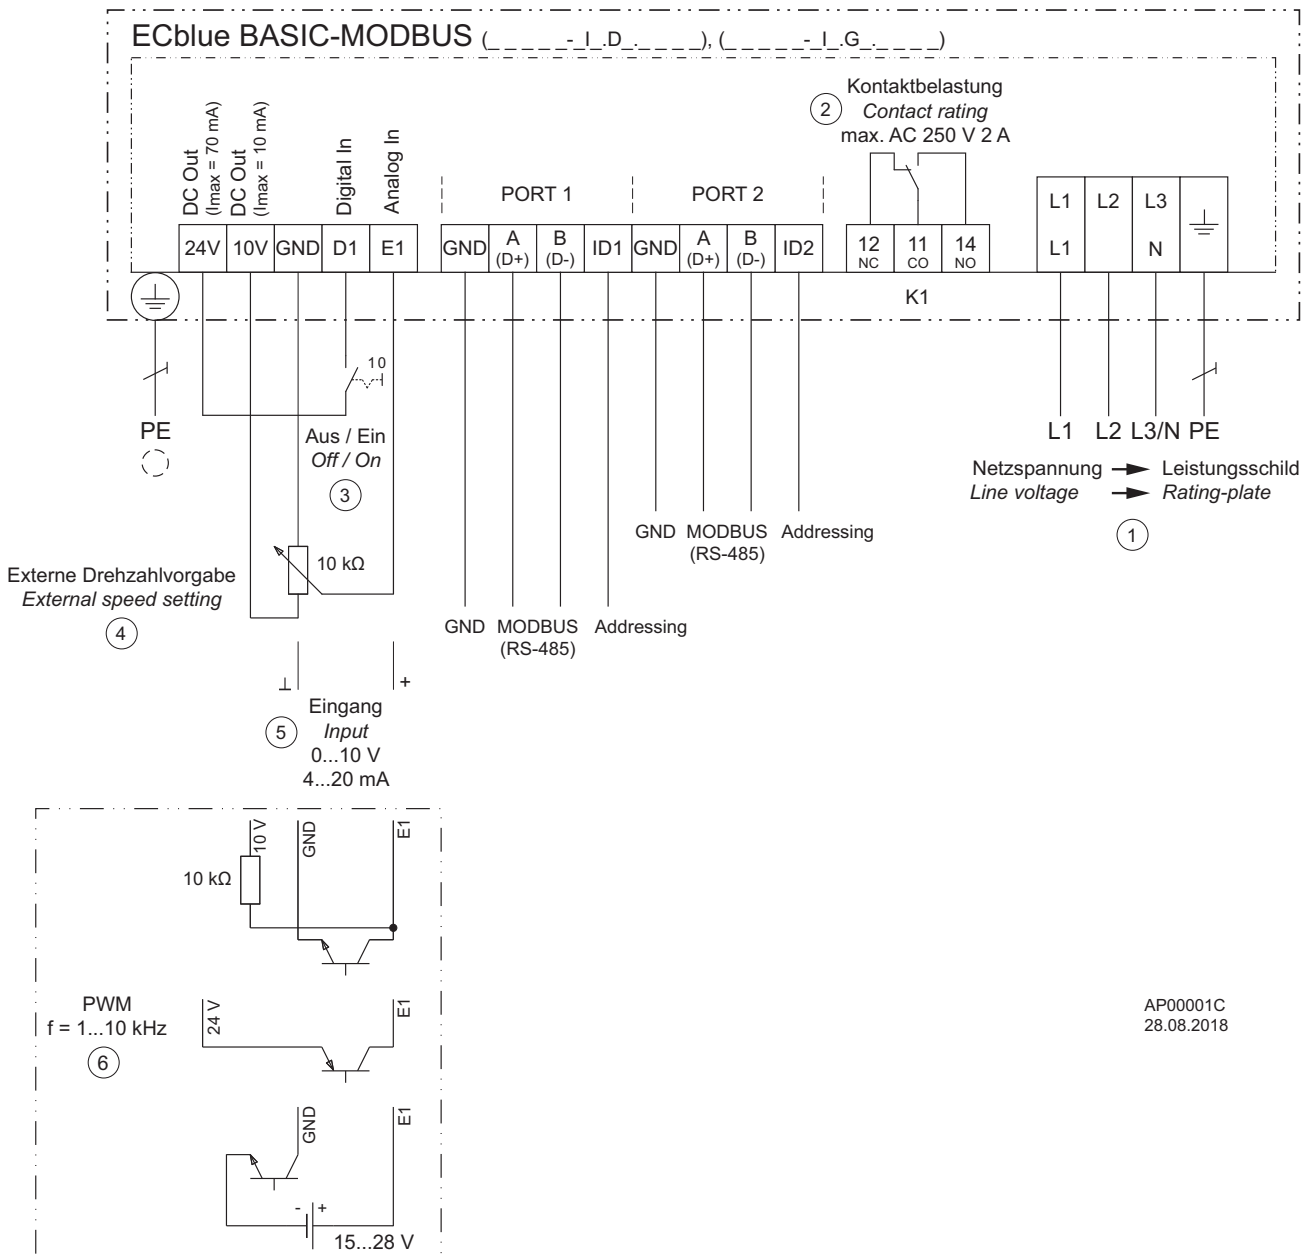 ECblue BASIC-MODBUS (_ _ _ _ _-_I_.D_._ _ _ _), (_ _ _ _ _-_I_.G_._ _ _ _)
Kontaktbelastung
2
Contact rating
max. AC 250 V 2 A
DC Out
(Imax = 70 mA)
DC Out
(Imax = 10 mA)
Digital In
Analog In
PORT 1
PORT 2
L1 L2 L3
24V 10V GND D1 E1
GND A (D+) B (D-) ID1 GND A (D+) B (D-) ID2
12 NC 11 CO 14 NO
L1 N
K1
10
PE
Aus / Ein
Off / On
3
L1 L2 L3/N PE
Netzspannung Leistungsschild
Line voltage Rating-plate
1
GND MODBUS Addressing
(RS-485)
10 kΩ
Externe Drehzahlvorgabe
External speed setting
4
GND MODBUS Addressing
(RS-485)
⊥ +
Eingang
5
Input
0...10 V
4...20 mA
10 V
GND
E1
10 kΩ
PWM
f = 1...10 kHz
6
24 V
E1
GND
E1
- +
15...28 V
AP00001C
28.08.2018